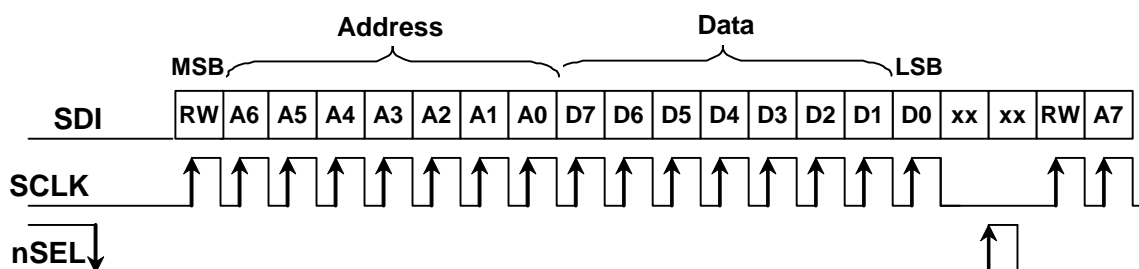 Address Data
MSB LSB
SDI RW A6 A5 A4 A3 A2 A1 A0 D7 D6 D5 D4 D3 D2 D1 D0 xx xx RW A7
SCLK
nSEL